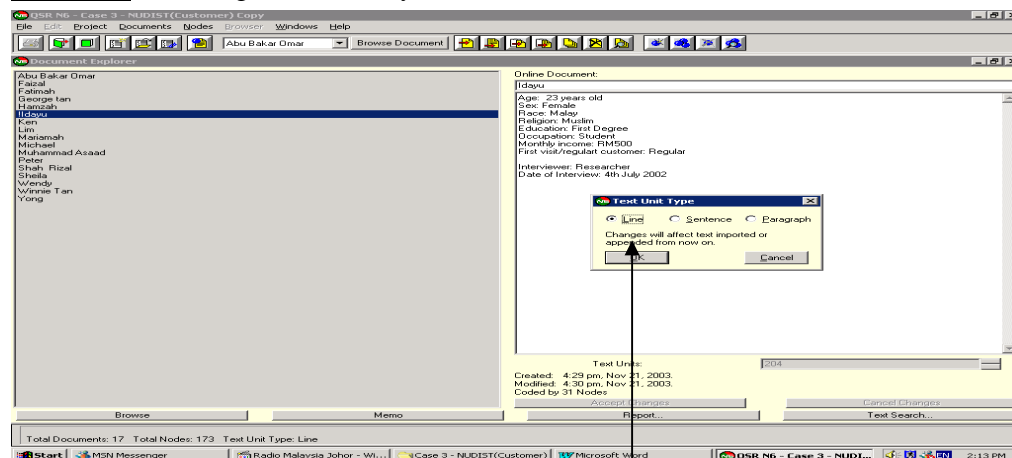 QSR N6 - Case 3 - NUDIST(Customer) Copy
File Edit Project Documents Nodes Browser Windows Help
Abu Bakar Omar Browse Document
Document Explorer
Abu Bakar Omar
Faizal
Fatimah
George tan
Hamzah
Ildayu
Ken
Lim
Mariamah
Michael
Muhammad Asaad
Peter
Shah Rizal
Sheila
Wendy
Winnie Tan
Yong
Online Document:
Idayu
Age: 23 years old
Sex: Female
Race: Malay
Religion: Muslim
Education: First Degree
Occupation: Student
Monthly income: RM500
First visit/regulart customer: Regular
Interviewer: Researcher
Date of Interview: 4th July 2002
Text Unit Type
Line Sentence Paragraph
Changes will affect text imported or
appended from now on.
OK Cancel
Text Units: 204
Created: 4:29 pm, Nov 21, 2003.
Modified: 4:30 pm, Nov 21, 2003.
Coded by 31 Nodes
Accept Changes Cancel Changes
Browse Memo Report... Text Search...
Total Documents: 17 Total Nodes: 173 Text Unit Type: Line
Start MSN Messenger Radio Malaysia Johor - Wi... Case 3 - NUDIST(Customer) Microsoft Word QSR N6 - Case 3 - NUDI... EN 2:13 PM